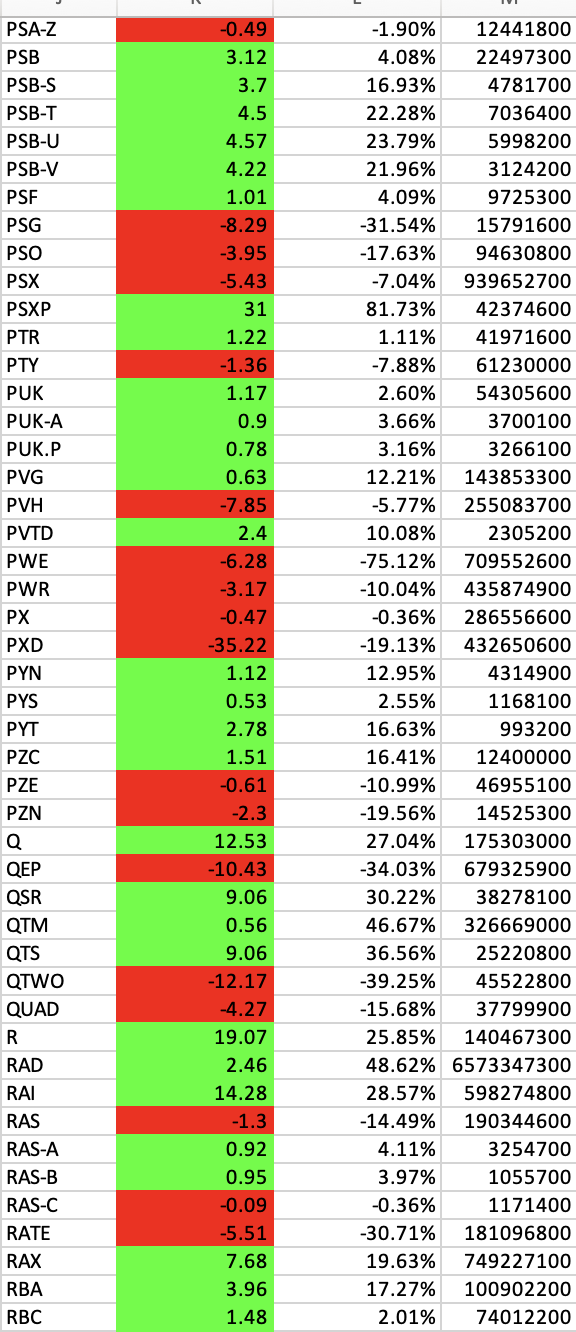 PSA-Z -0.49 -1.90% 12441800
PSB 3.12 4.08% 22497300
PSB-S 3.7 16.93% 4781700
PSB-T 4.5 22.28% 7036400
PSB-U 4.57 23.79% 5998200
PSB-V 4.22 21.96% 3124200
PSF 1.01 4.09% 9725300
PSG -8.29 -31.54% 15791600
PSO -3.95 -17.63% 94630800
PSX -5.43 -7.04% 939652700
PSXP 31 81.73% 42374600
PTR 1.22 1.11% 41971600
PTY -1.36 -7.88% 61230000
PUK 1.17 2.60% 54305600
PUK-A 0.9 3.66% 3700100
PUK.P 0.78 3.16% 3266100
PVG 0.63 12.21% 143853300
PVH -7.85 -5.77% 255083700
PVTD 2.4 10.08% 2305200
PWE -6.28 -75.12% 709552600
PWR -3.17 -10.04% 435874900
PX -0.47 -0.36% 286556600
PXD -35.22 -19.13% 432650600
PYN 1.12 12.95% 4314900
PYS 0.53 2.55% 1168100
PYT 2.78 16.63% 993200
PZC 1.51 16.41% 12400000
PZE -0.61 -10.99% 46955100
PZN -2.3 -19.56% 14525300
Q 12.53 27.04% 175303000
QEP -10.43 -34.03% 679325900
QSR 9.06 30.22% 38278100
QTM 0.56 46.67% 326669000
QTS 9.06 36.56% 25220800
QTWO -12.17 -39.25% 45522800
QUAD -4.27 -15.68% 37799900
R 19.07 25.85% 140467300
RAD 2.46 48.62% 6573347300
RAI 14.28 28.57% 598274800
RAS -1.3 -14.49% 190344600
RAS-A 0.92 4.11% 3254700
RAS-B 0.95 3.97% 1055700
RAS-C -0.09 -0.36% 1171400
RATE -5.51 -30.71% 181096800
RAX 7.68 19.63% 749227100
RBA 3.96 17.27% 100902200
RBC 1.48 2.01% 74012200